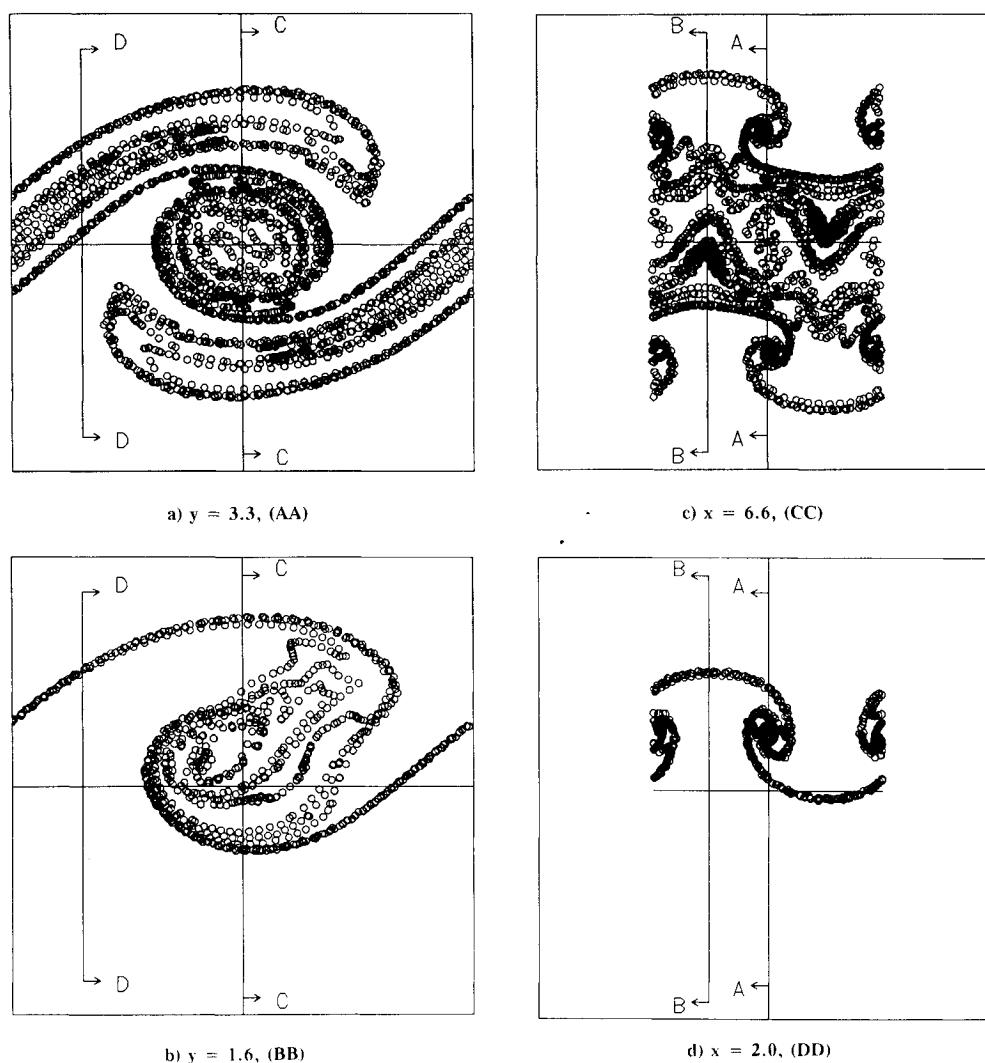 C
D
D
C
a) y = 3.3, (AA)
B
A
A
B
c) x = 6.6, (CC)
C
D
D
C
b) y = 1.6, (BB)
B
A
A
B
d) x = 2.0, (DD)